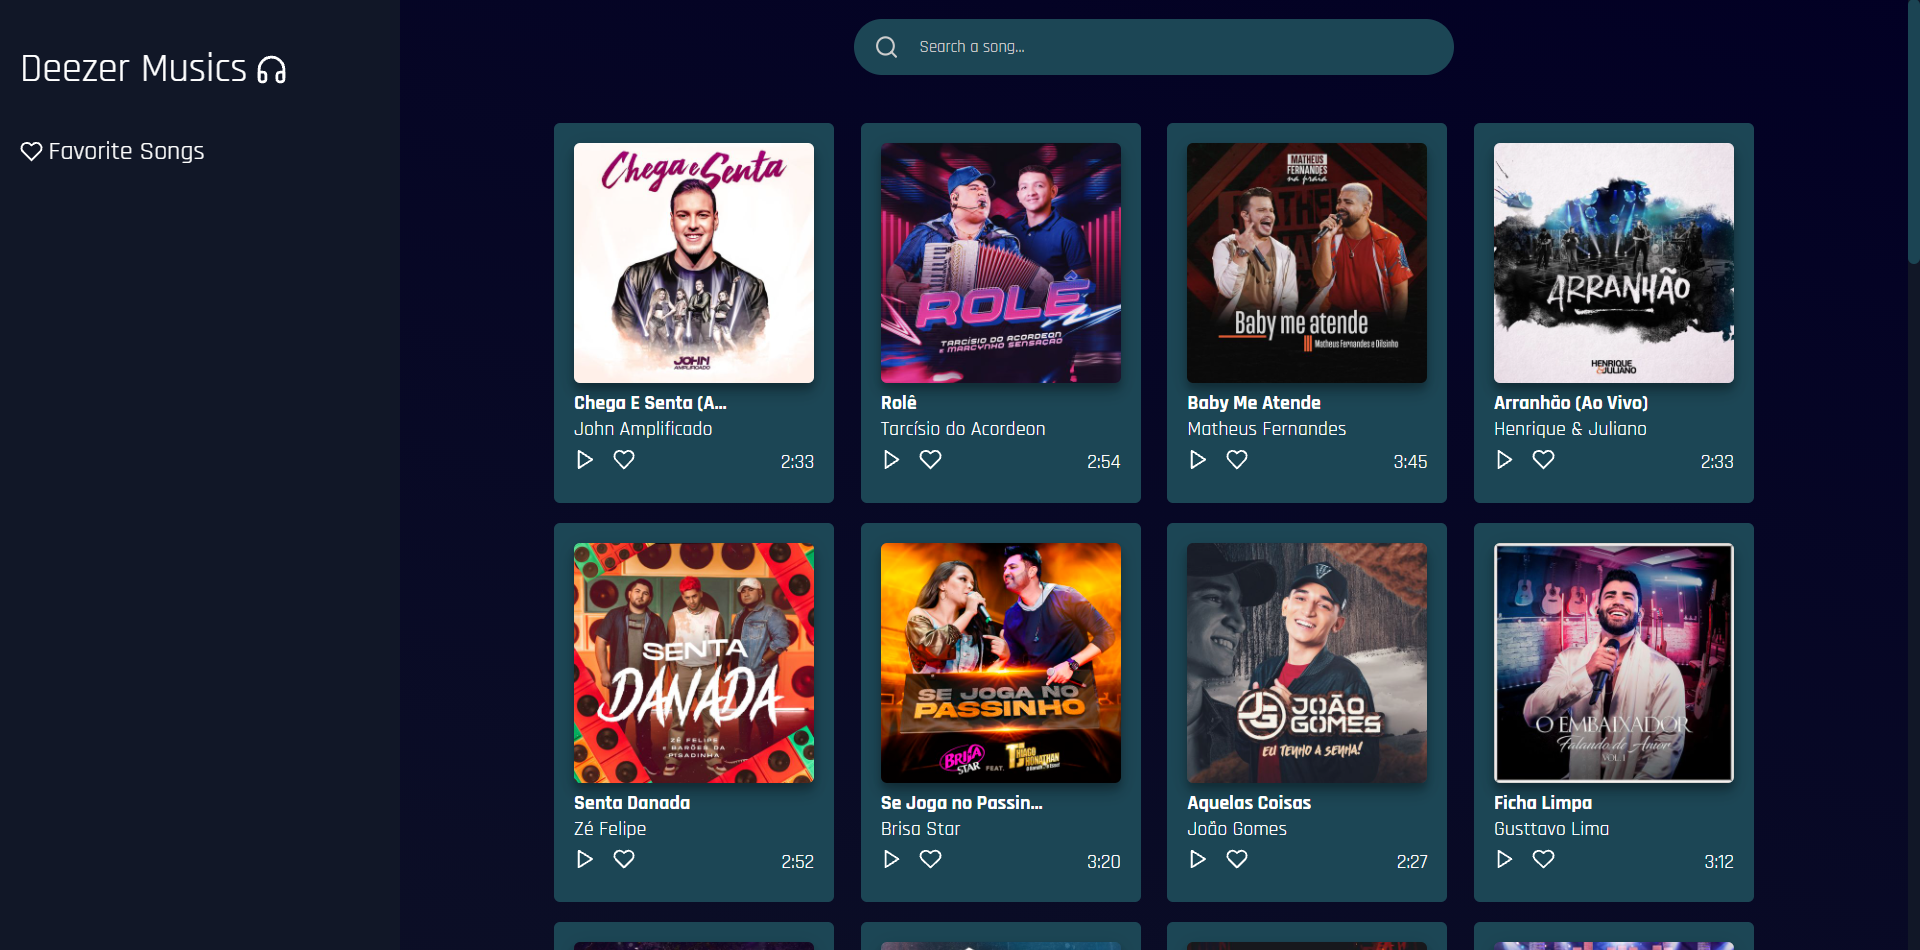 Deezer Musics
Favorite Songs
Search a song...
Chega e Senta
JOHN
AMPLIFICADO
Chega E Senta (A...
John Amplificado
2:33
ROLÊ
TARCÍSIO DO ACORDEON
E MARCYNHO SENSAÇÃO
Rolê
Tarcísio do Acordeon
2:54
MATHEUS
FERNANDES
na praia
Baby me atende
Matheus Fernandes e Dilsinho
Baby Me Atende
Matheus Fernandes
3:45
ARRANHÃO
HENRIQUE
&JULIANO
Arranhão (Ao Vivo)
Henrique & Juliano
2:33
SENTA
DANADA
ZÉ FELIPE
E BARÕES DA
PISADINHA
Senta Danada
Zé Felipe
2:52
SE JOGA NO
PASSINHO
BRISA
STAR
FEAT.
THIAGO
JHONATHAN
Se Joga no Passin...
Brisa Star
3:20
JG
JOÃO
GOMES
EU TENHO A SENHA!
Aquelas Coisas
João Gomes
2:27
O EMBAIXADOR
Falando de Amor
VOL. 1
Ficha Limpa
Gusttavo Lima
3:12